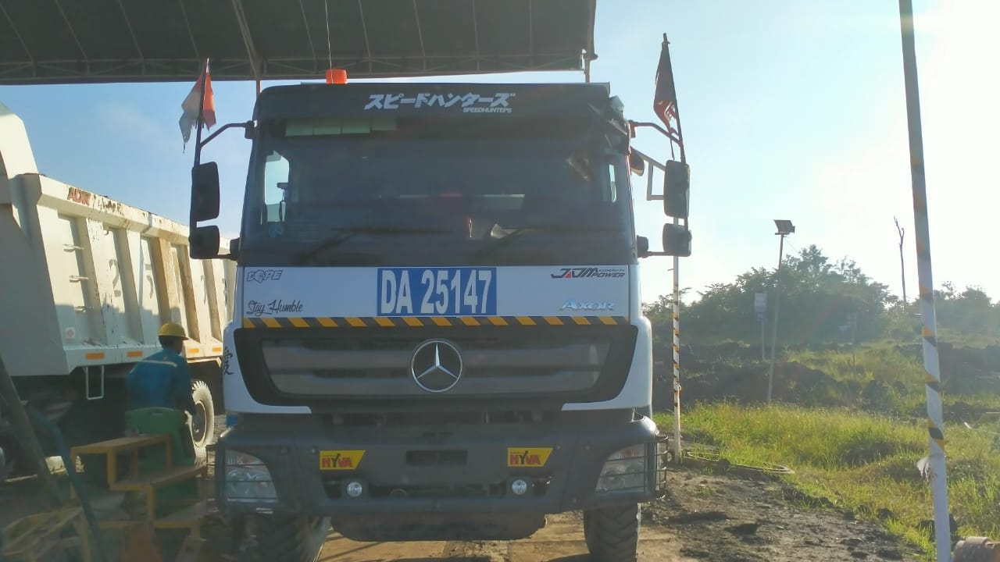 スピードハンターズ
SPEEDHUNTERS
DOPE
Stay Humble
DA 25147
JDM POWER
AXOR
HYVA
HYVA